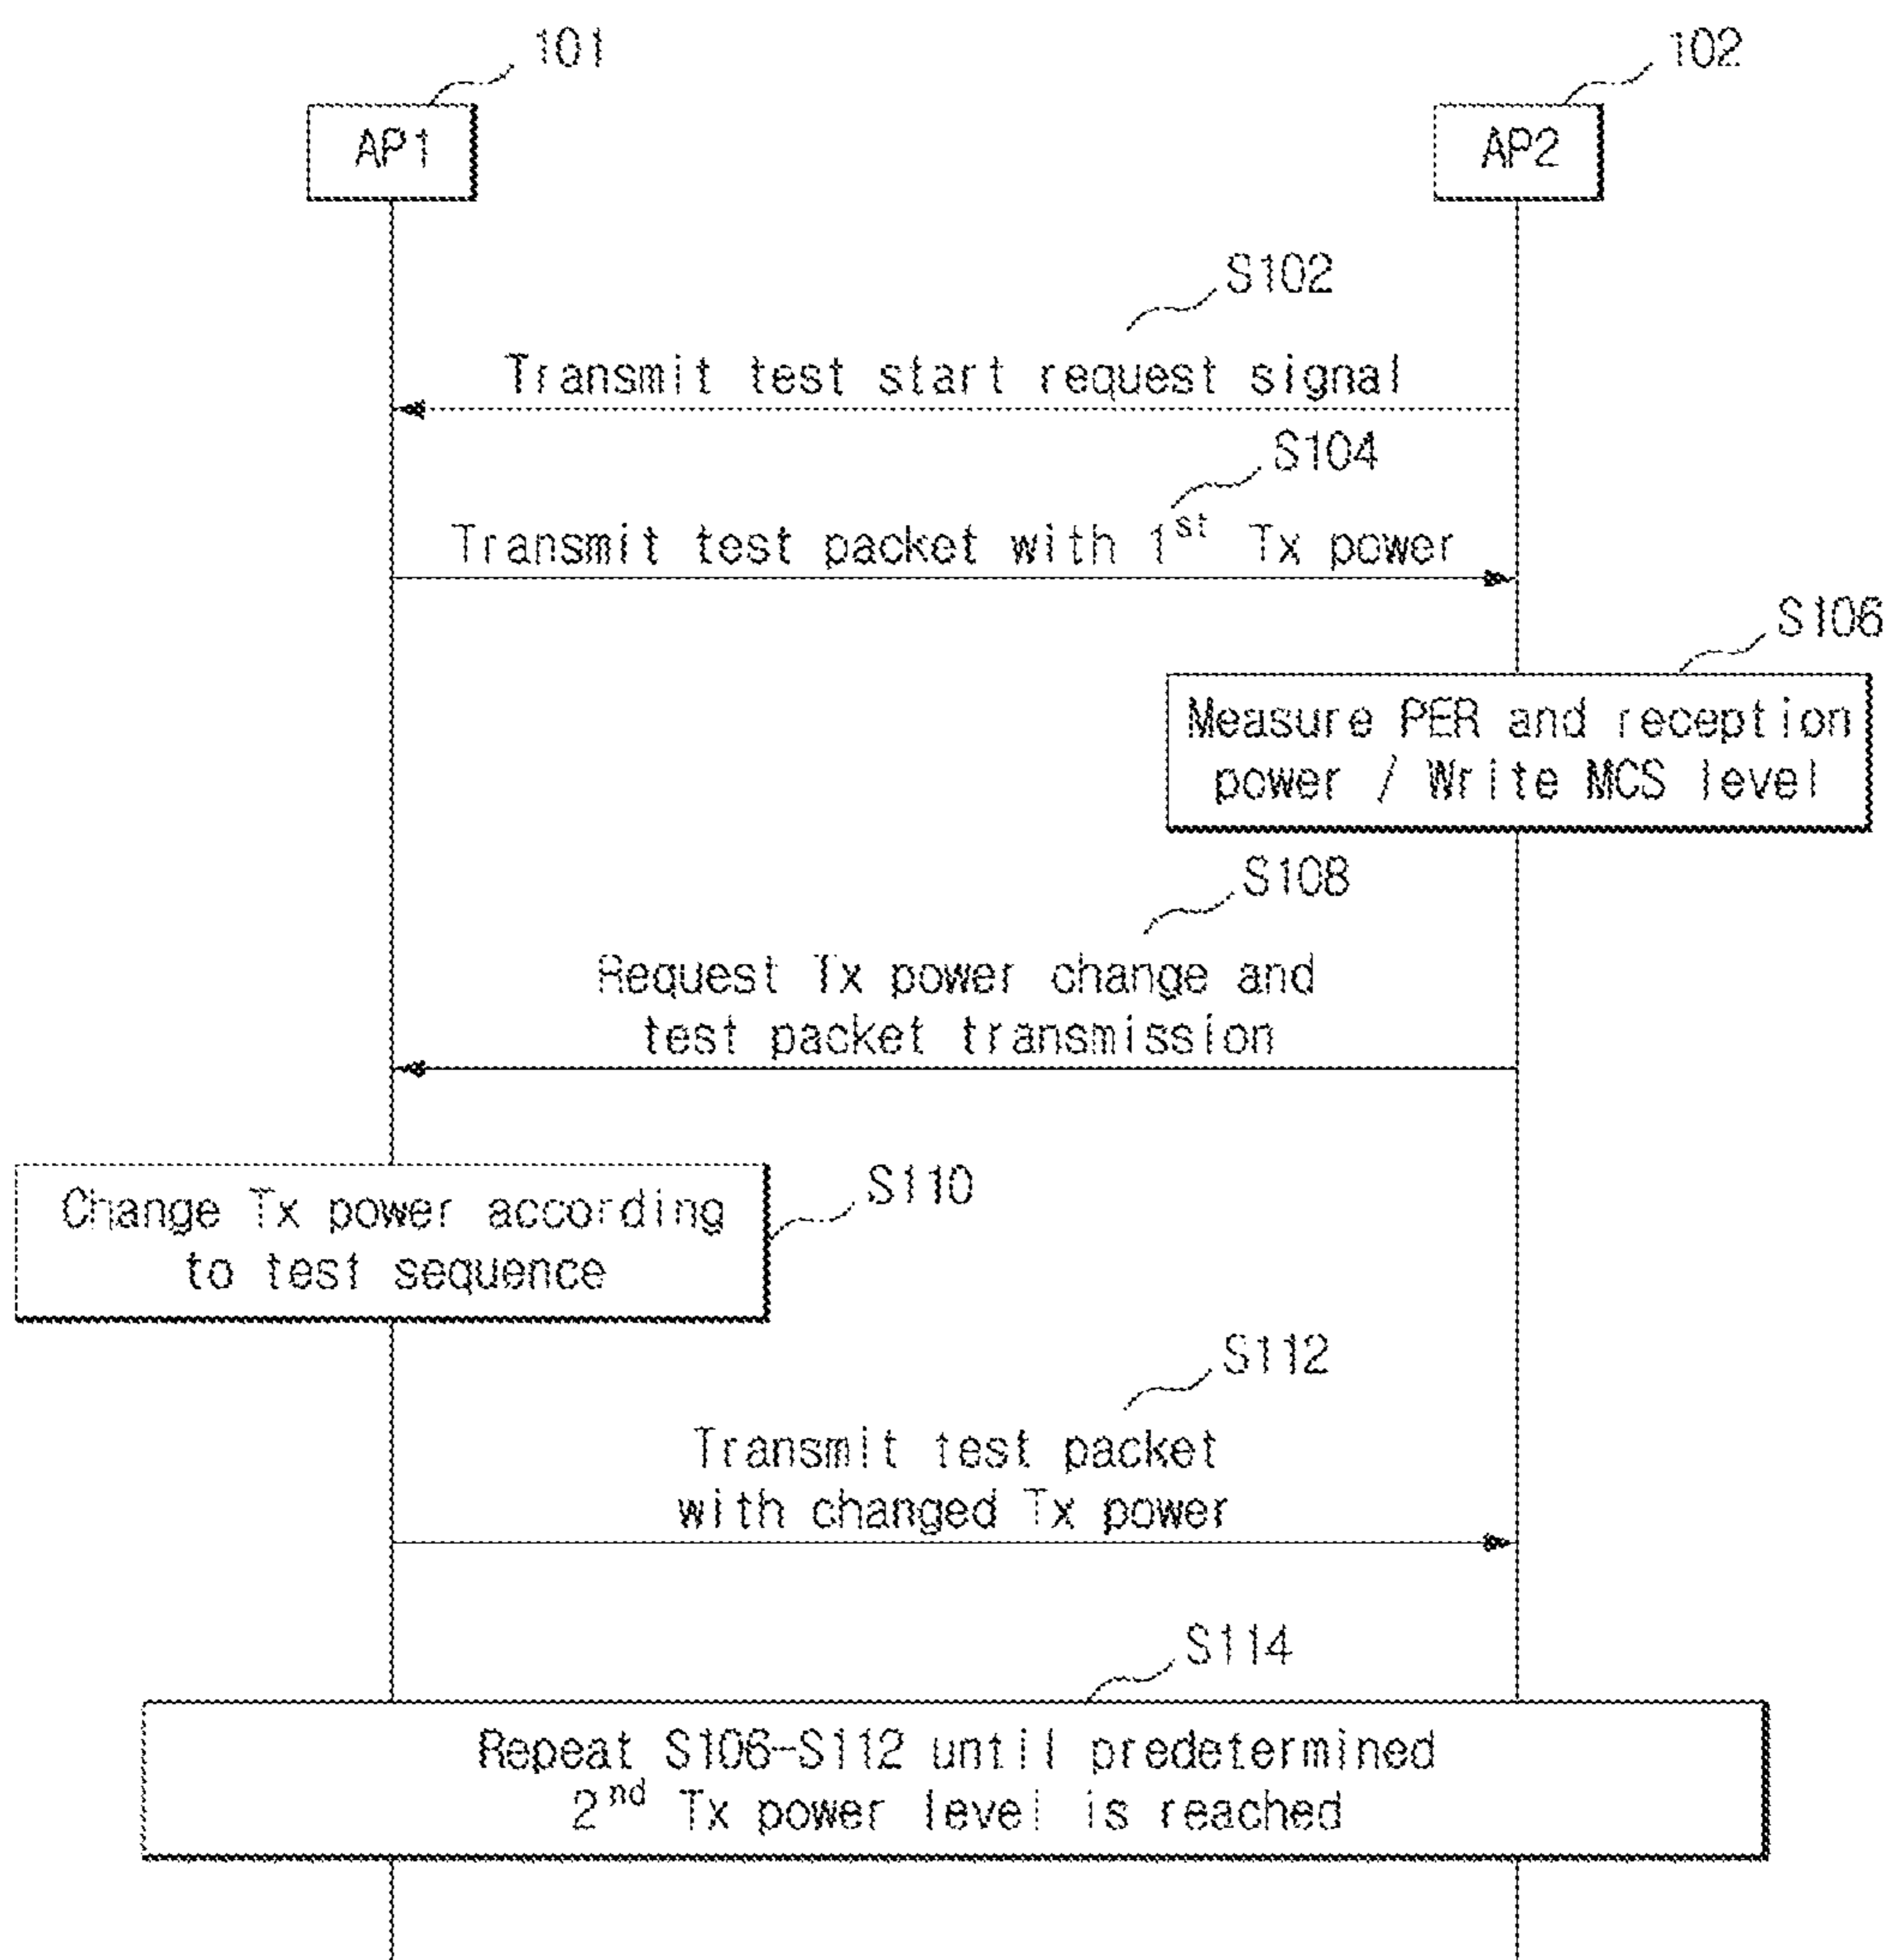 101
102
AP1
AP2
S102
Transmit test start request signal
S104
Transmit test packet with 1st Tx power
S106
Measure PER and reception
power / Write MCS level
S108
Request Tx power change and
test packet transmission
Change Tx power according
to test sequence
S110
S112
Transmit test packet
with changed Tx power
S114
Repeat S106-S112 until predetermined
2nd Tx power level is reached